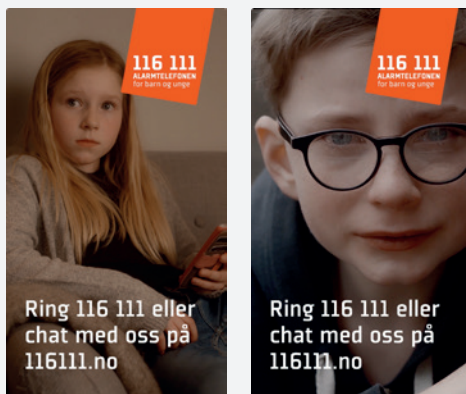 116 111
ALARMTELEFONEN
for barn og unge
Ring 116 111 eller
chat med oss på
116111.no
116 111
ALARMTELEFONEN
for barn og unge
Ring 116 111 eller
chat med oss på
116111.no